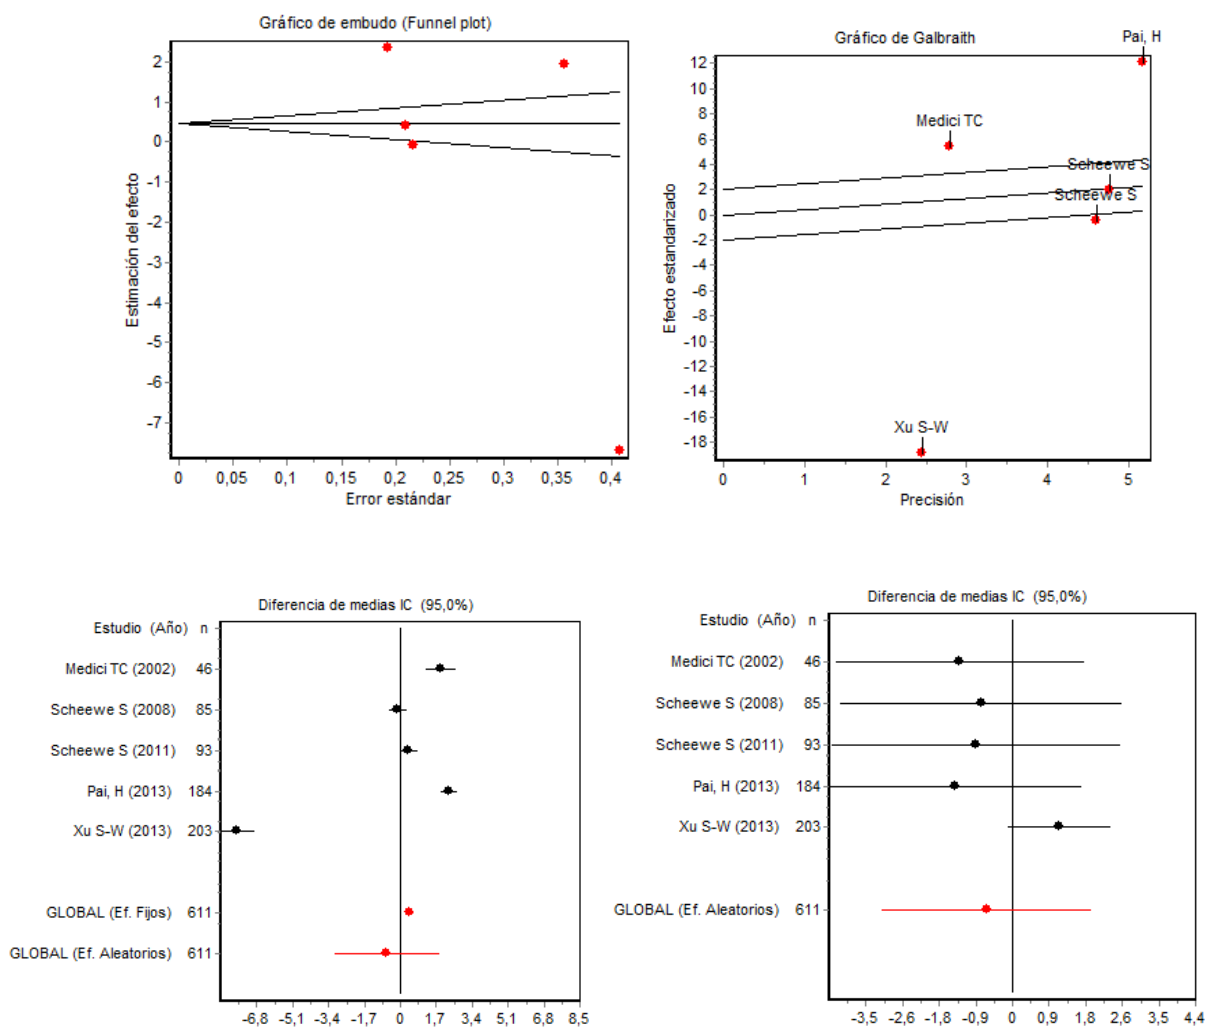 Gráfico de embudo (Funnel plot)
Estimación del efecto
2
1
0
-1
-2
-3
-4
-5
-6
-7
0 0,05 0,1 0,15 0,2 0,25 0,3 0,35 0,4
Error estándar
Gráfico de Galbraith
Pai, H
Medici TC
Scheewe S
Scheewe S
Xu S-W
Efecto estandarizado
12
10
8
6
4
2
0
-2
-4
-6
-8
-10
-12
-14
-16
-18
0 1 2 3 4 5
Precisión
Diferencia de medias IC (95,0%)
Estudio (Año) n
Medici TC (2002) 46
Scheewe S (2008) 85
Scheewe S (2011) 93
Pai, H (2013) 184
Xu S-W (2013) 203
GLOBAL (Ef. Fijos) 611
GLOBAL (Ef. Aleatorios) 611
-6,8 -5,1 -3,4 -1,7 0 1,7 3,4 5,1 6,8 8,5
Diferencia de medias IC (95,0%)
Estudio (Año) n
Medici TC (2002) 46
Scheewe S (2008) 85
Scheewe S (2011) 93
Pai, H (2013) 184
Xu S-W (2013) 203
GLOBAL (Ef. Aleatorios) 611
-3,5 -2,6 -1,8 -0,9 0 0,9 1,8 2,6 3,5 4,4